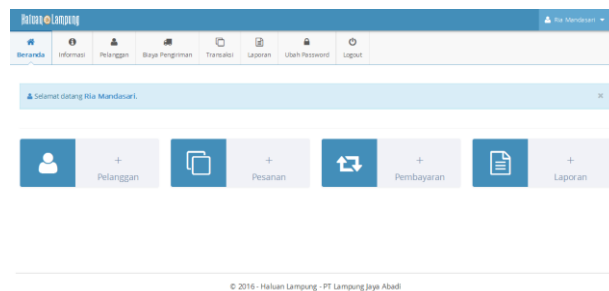 Haluan Lampung
Ria Mandasari
Beranda Informasi Pelanggan Biaya Pengiriman Transaksi Laporan Ubah Password Logout
Selamat datang Ria Mandasari. ×
+ + + +
Pelanggan Pesanan Pembayaran Laporan
© 2016 - Haluan Lampung - PT Lampung Jaya Abadi